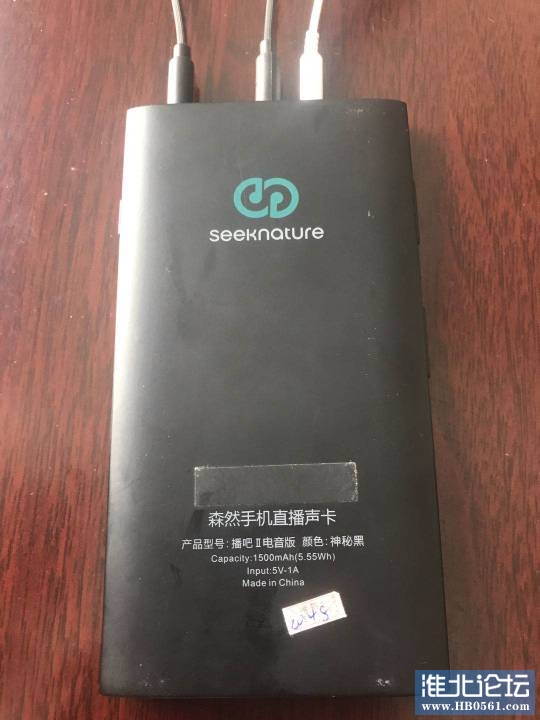 seeknature
森然手机直播声卡
产品型号: 播吧Ⅱ电音版 颜色: 神秘黑
Capacity:1500mAh(5.55Wh)
Input:5V-1A
Made in China
淮北论坛
www.HB0561.com